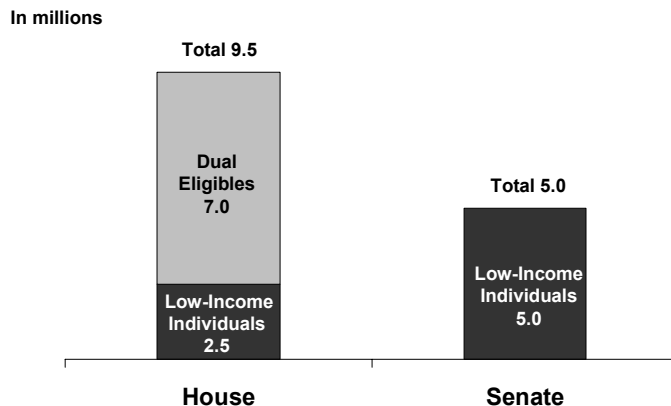 In millions
Total 9.5
Dual
Eligibles
7.0
Low-Income
Individuals
2.5
House
Total 5.0
Low-Income
Individuals
5.0
Senate